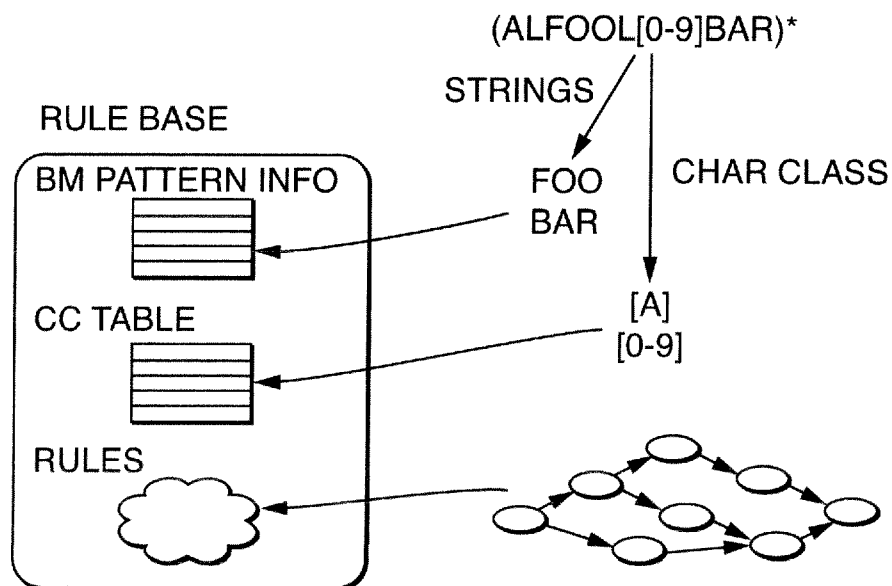 (ALFOOL[0-9]BAR)*
STRINGS
RULE BASE
BM PATTERN INFO
FOO
BAR
CHAR CLASS
CC TABLE
[A]
[0-9]
RULES